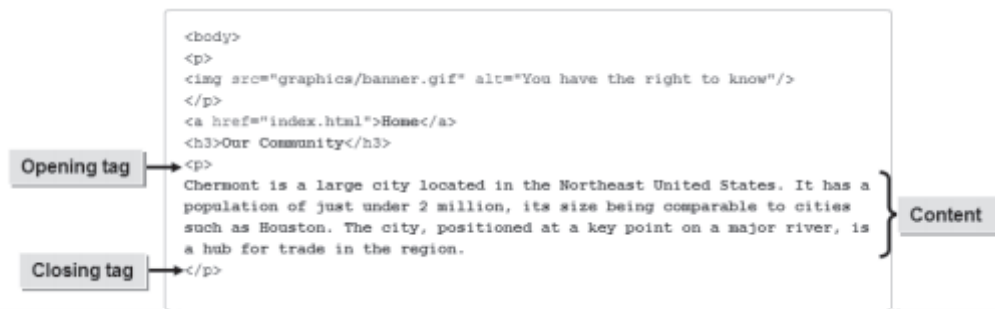 <body>
<p>
<img src="graphics/banner.gif" alt="You have the right to know"/>
</p>
<a href="index.html">Home</a>
<h3>Our Community</h3>
Opening tag
<p>
Chermont is a large city located in the Northeast United States. It has a
population of just under 2 million, its size being comparable to cities
such as Houston. The city, positioned at a key point on a major river, is
a hub for trade in the region.
Content
Closing tag
</p>